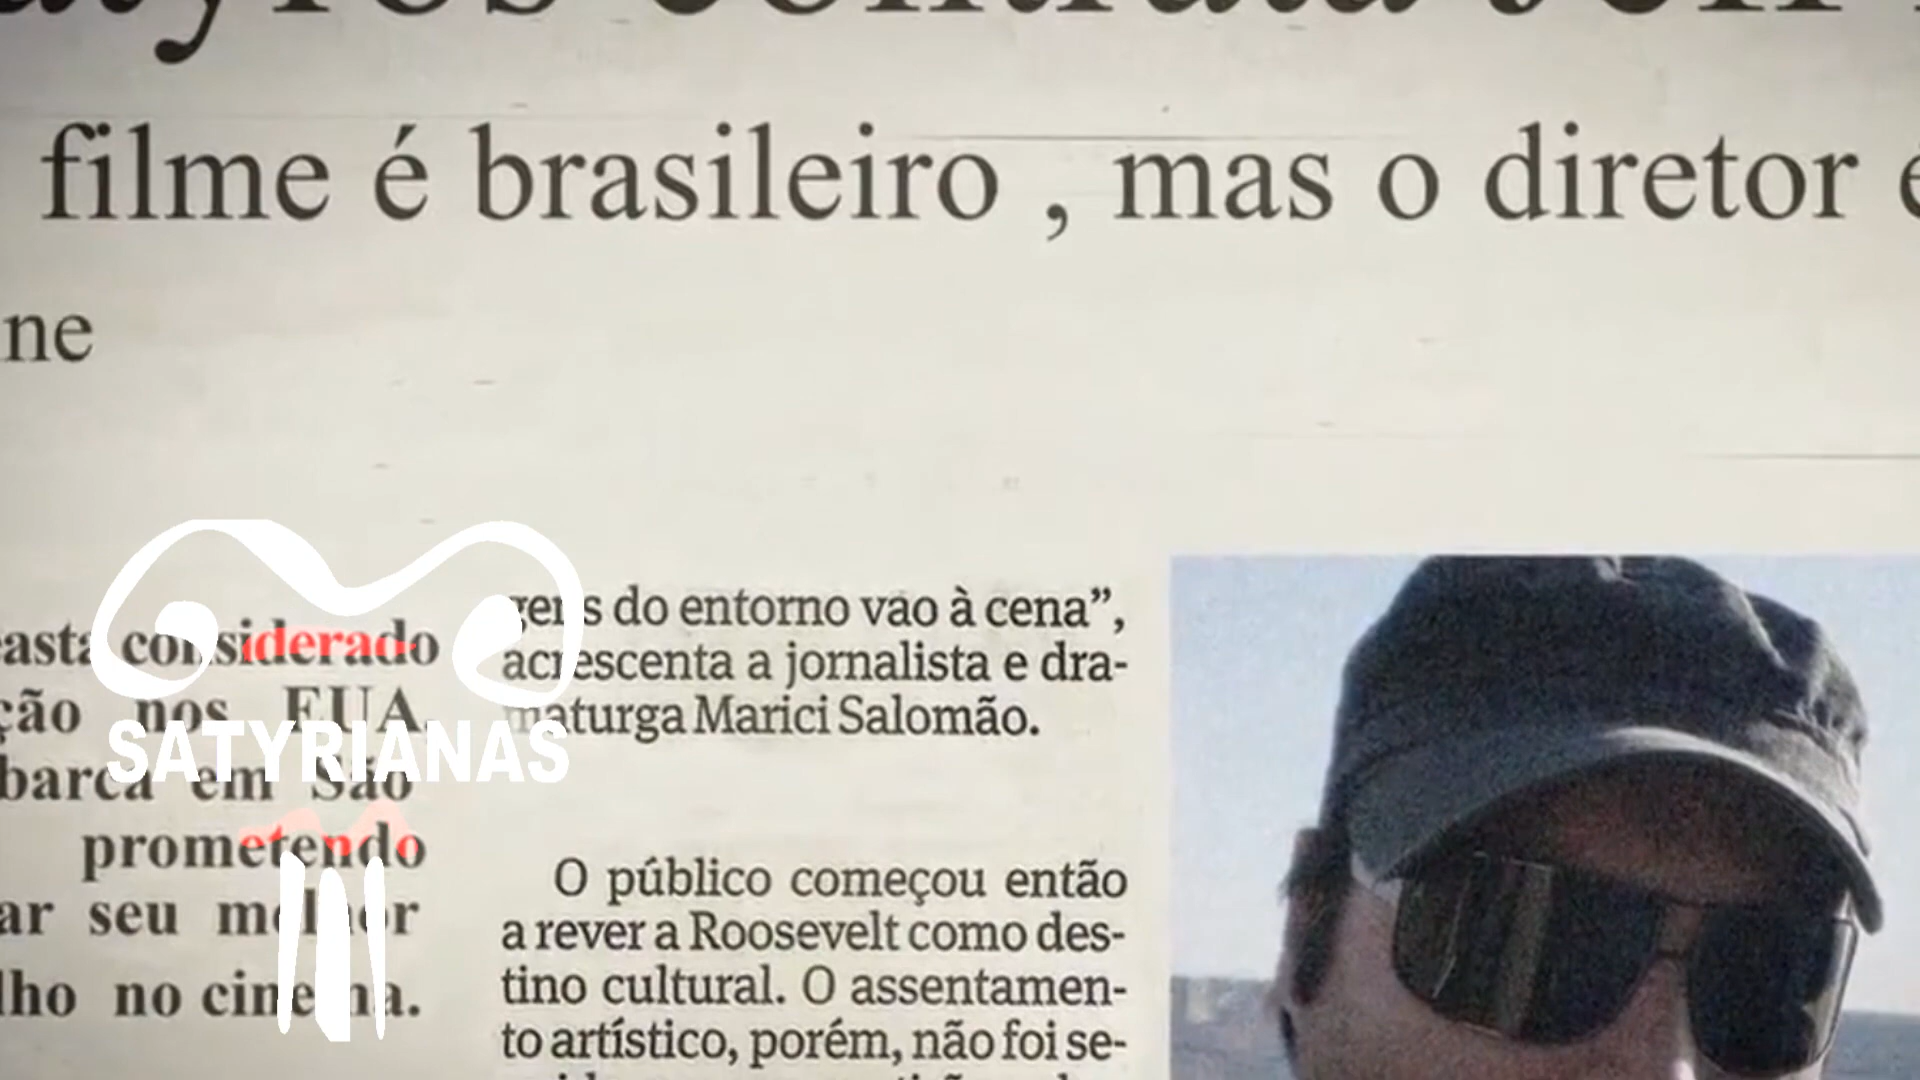 filme é brasileiro , mas o diretor é
ne
considerado
ção nos EUA,
barca em São
prometendo
ar seu melhor
lho no cinema.
SATYRIANAS
gens do entorno vão à cena”,
acrescenta a jornalista e dra-
maturga Marici Salomão.
O público começou então
a rever a Roosevelt como des-
tino cultural. O assentamen-
to artístico, porém, não foi se-